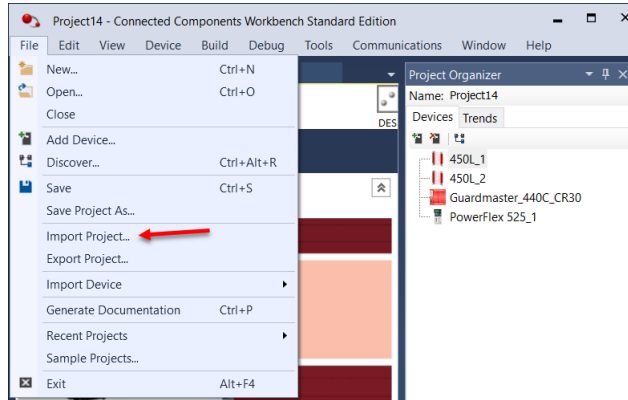 Project14 - Connected Components Workbench Standard Edition
File Edit View Device Build Debug Tools Communications Window Help
New... Ctrl+N
Open... Ctrl+O
Close
Add Device...
Discover... Ctrl+Alt+R
Save Ctrl+S
Save Project As...
Import Project...
Export Project...
Import Device
Generate Documentation Ctrl+P
Recent Projects
Sample Projects...
Exit Alt+F4
DES
Project Organizer
Name: Project14
Devices Trends
450L_1
450L_2
Guardmaster_440C_CR30
PowerFlex 525_1